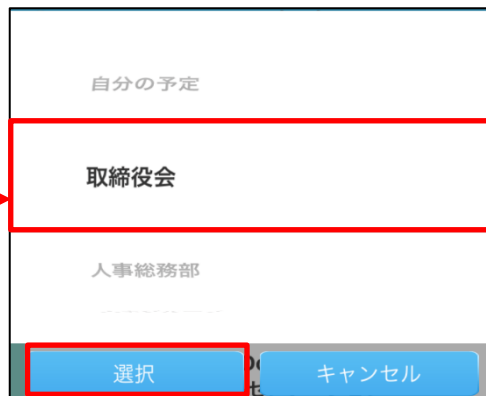 自分の予定
取締役会
人事総務部
選択
キャンセル